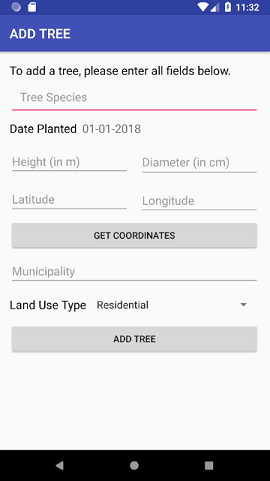 11:32
ADD TREE
To add a tree, please enter all fields below.
Tree Species
Date Planted 01-01-2018
Height (in m) Diameter (in cm)
Latitude Longitude
GET COORDINATES
Municipality
Land Use Type Residential
ADD TREE